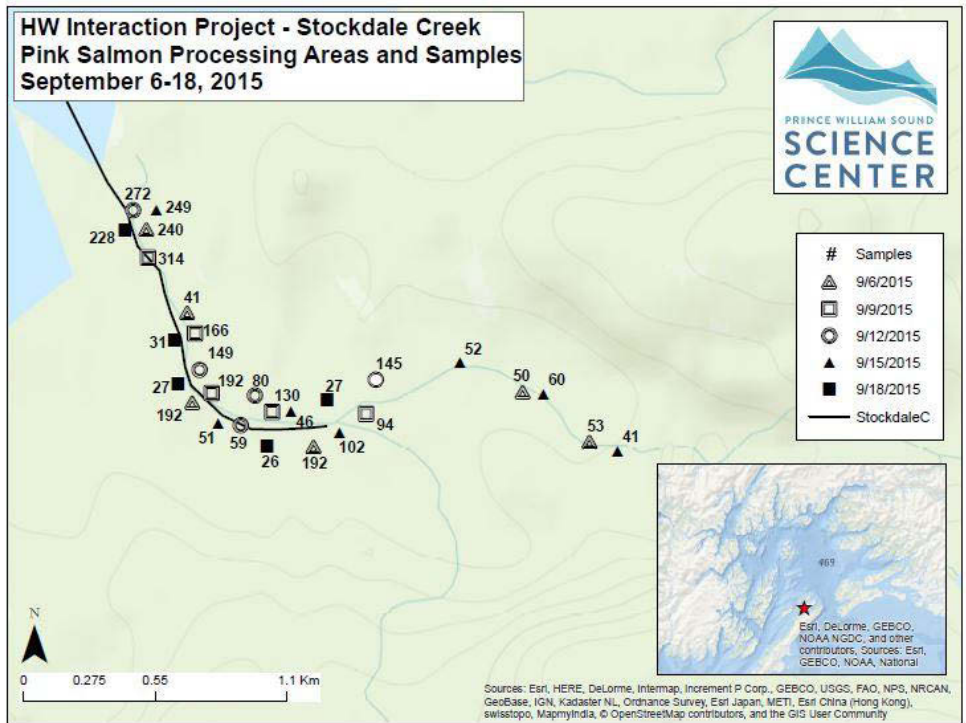 HW Interaction Project - Stockdale Creek
Pink Salmon Processing Areas and Samples
September 6-18, 2015
PRINCE WILLIAM SOUND
SCIENCE
CENTER
# Samples
9/6/2015
9/9/2015
9/12/2015
9/15/2015
9/18/2015
StockdaleC
272
249
228
240
314
41
166
31
149
27
192
80
130
27
145
52
50
60
192
51
59
46
94
102
26
192
53
41
469
Esri, DeLorme, GEBCO,
NOAA NGDC, and other
contributors, Sources: Esri,
GEBCO, NOAA, National
N
0 0.275 0.55 1.1 Km
Sources: Esri, HERE, DeLorme, Intermap, increment P Corp., GEBCO, USGS, FAO, NPS, NRCAN,
GeoBase, IGN, Kadaster NL, Ordnance Survey, Esri Japan, METI, Esri China (Hong Kong),
swisstopo, MapmyIndia, © OpenStreetMap contributors, and the GIS User Community